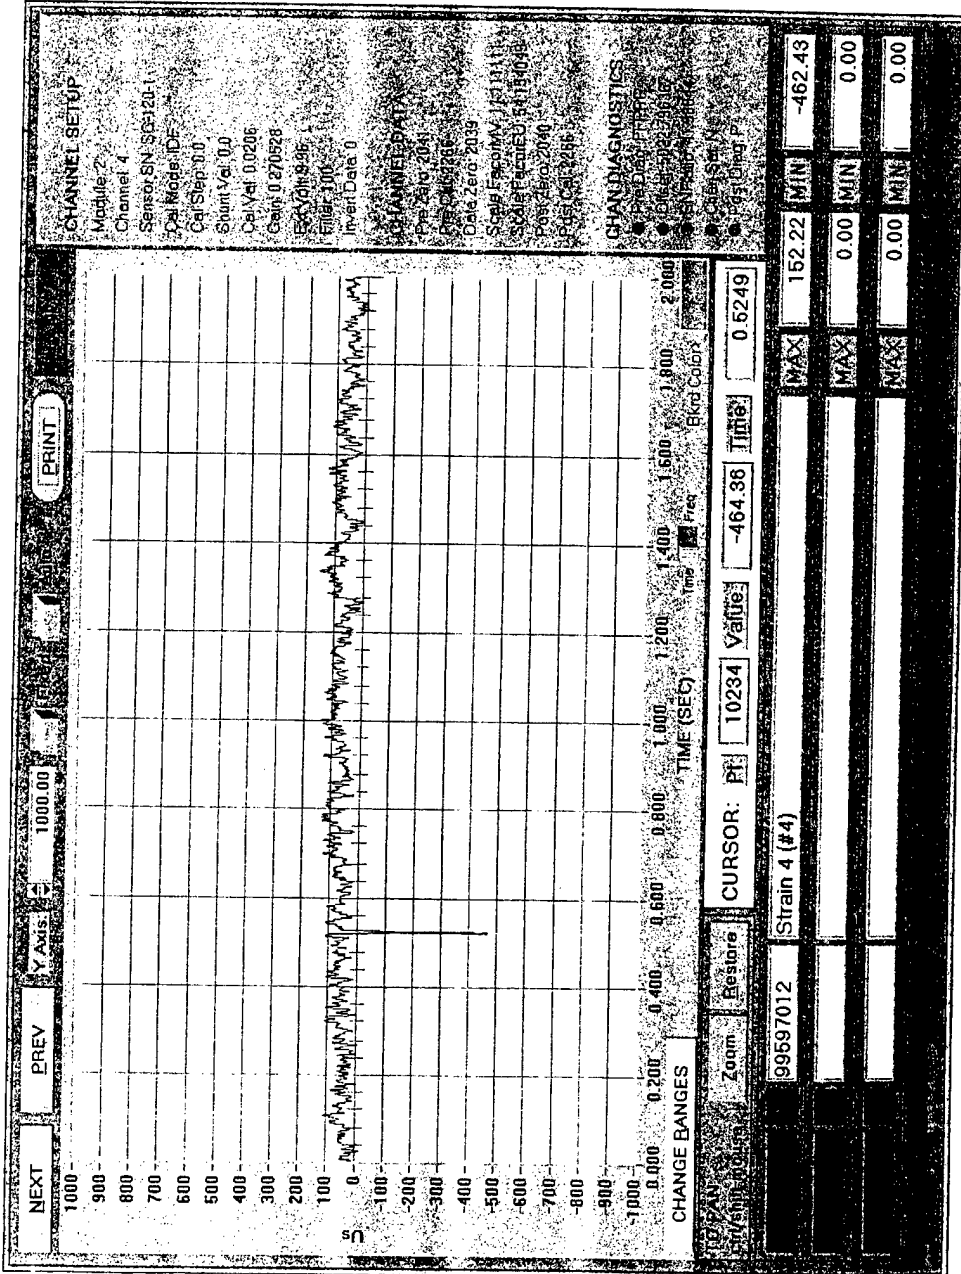 NEXT
PREV
Y Axis:
1000.00
PRINT
1000
900
800
700
600
500
400
300
200
100
0
-100
-200
-300
-400
-500
-600
-700
-800
-900
-1000
Us
0.000
0.200
0.400
0.600
0.800
1.000
1.200
1.400
1.600
1.800
2.000
TIME (SEC)
Time
Freq
Bkrd Color
CHANGE RANGES
Zoom
Restore
CURSOR:
Pt:
10234
Value:
-464.36
Time:
0.5249
99597012
Strain 4 (#4)
MAX
152.22
MIN
-462.43
MAX
0.00
MIN
0.00
MAX
0.00
MIN
0.00
CHANNEL SETUP
Module: 2
Channel: 4
Sensor SN: SG120-1
Cal Step: 0.0
Shunt Val: 0.0
Cal Val: 0.0206
Gain: 0.270528
Filter: 100
Invert Data: 0
CHANNEL DATA
Pre Zero: 2041
Data Zero: 2039
Post Zero: 2040
CHAN DIAGNOSTICS